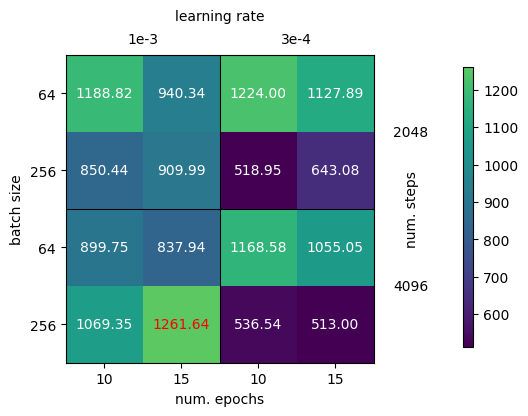 learning rate
1e-3 3e-4
64 1188.82 940.34 1224.00 1127.89
2048
256 850.44 909.99 518.95 643.08
64 899.75 837.94 1168.58 1055.05
4096
256 1069.35 1261.64 536.54 513.00
10 15 10 15
num. epochs
batch size
num. steps
1200
1100
1000
900
800
700
600